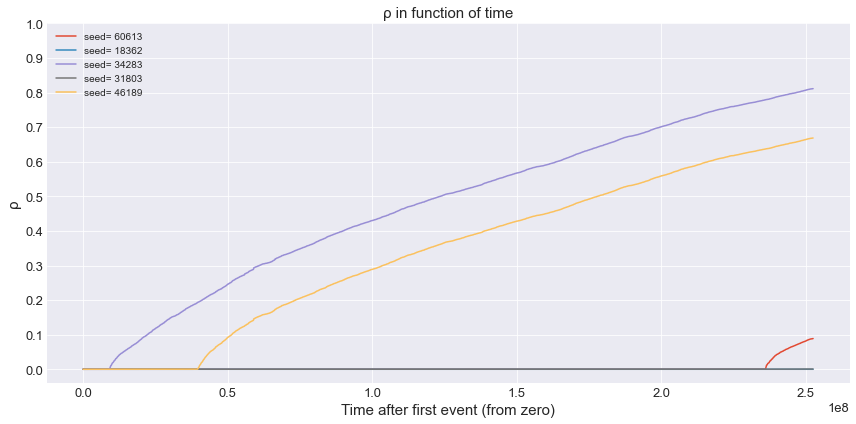 ρ in function of time
1.0
0.9
0.8
0.7
0.6
0.5
0.4
0.3
0.2
0.1
0.0
ρ
seed= 60613
seed= 18362
seed= 34283
seed= 31803
seed= 46189
0.0 0.5 1.0 1.5 2.0 2.5
1e8
Time after first event (from zero)